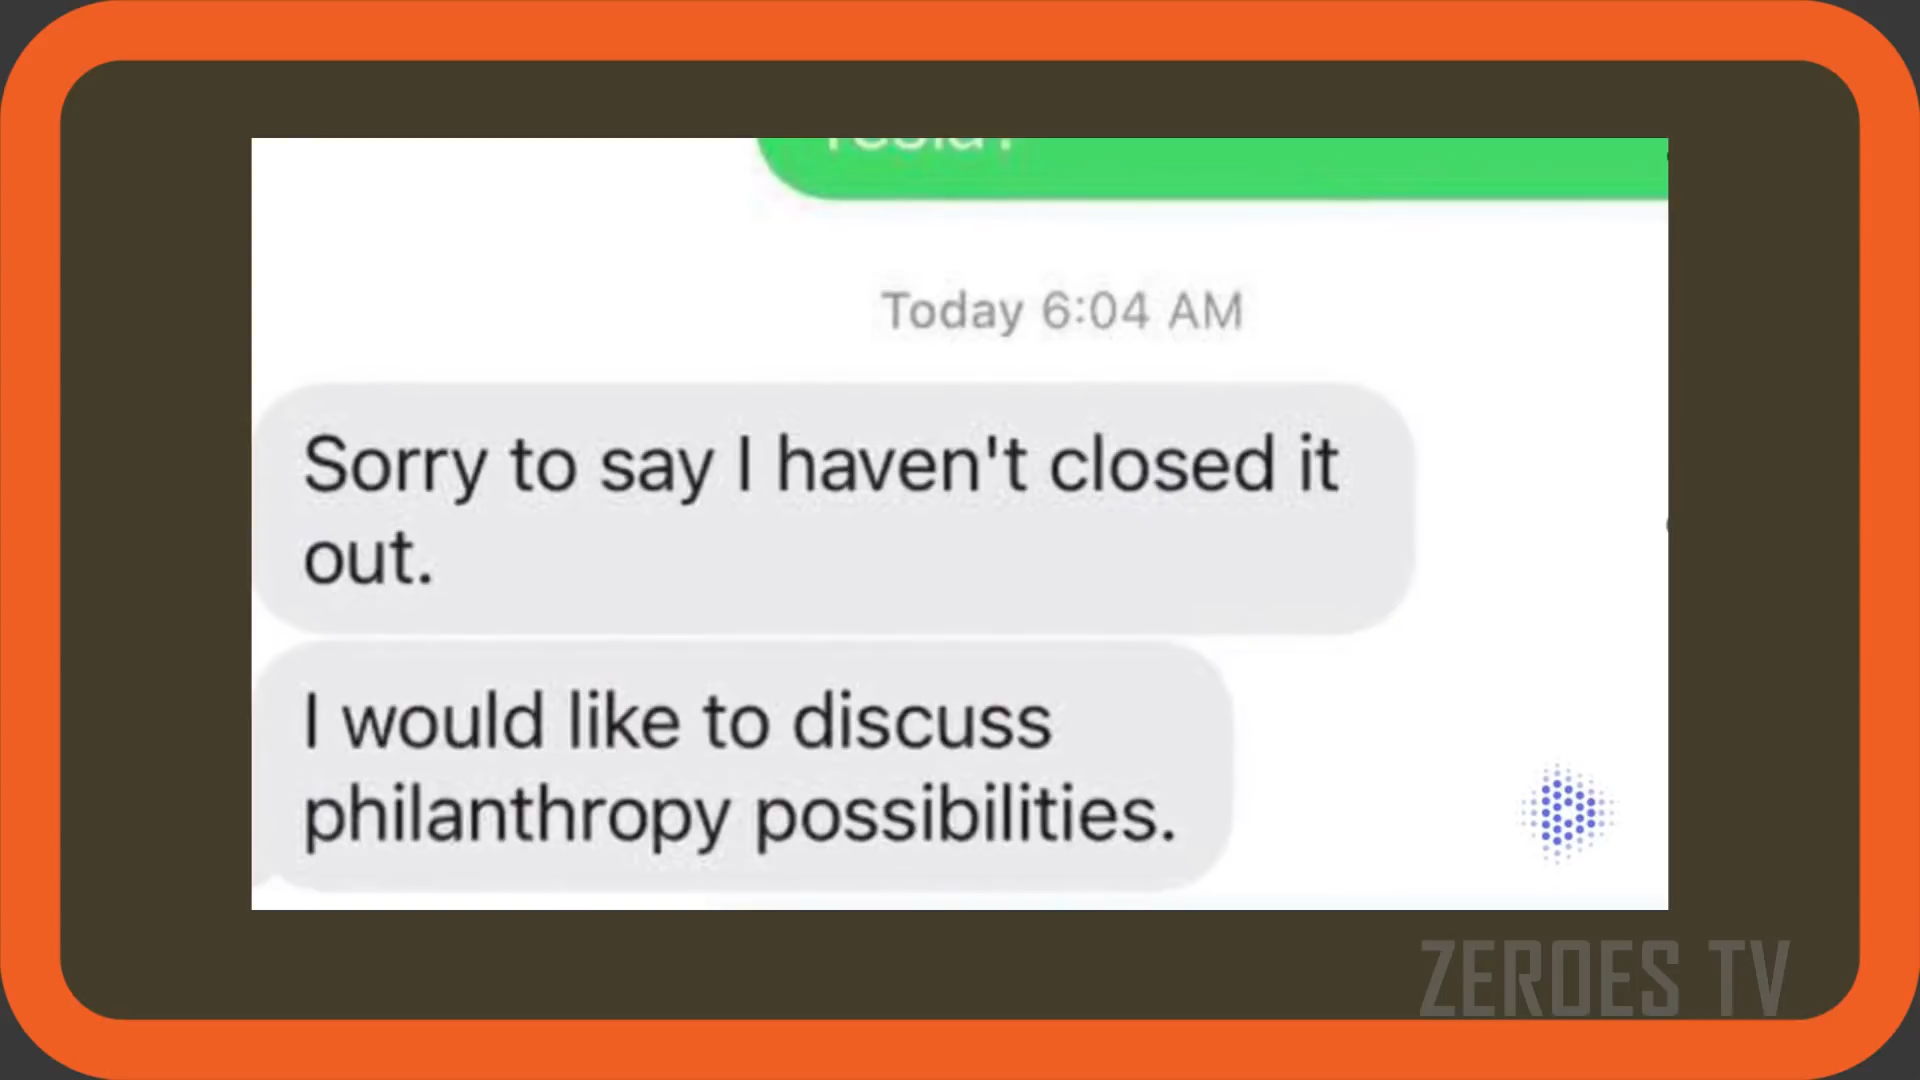 Today 6:04 AM
Sorry to say I haven't closed it
out.
I would like to discuss
philanthropy possibilities.
ZEROES TV